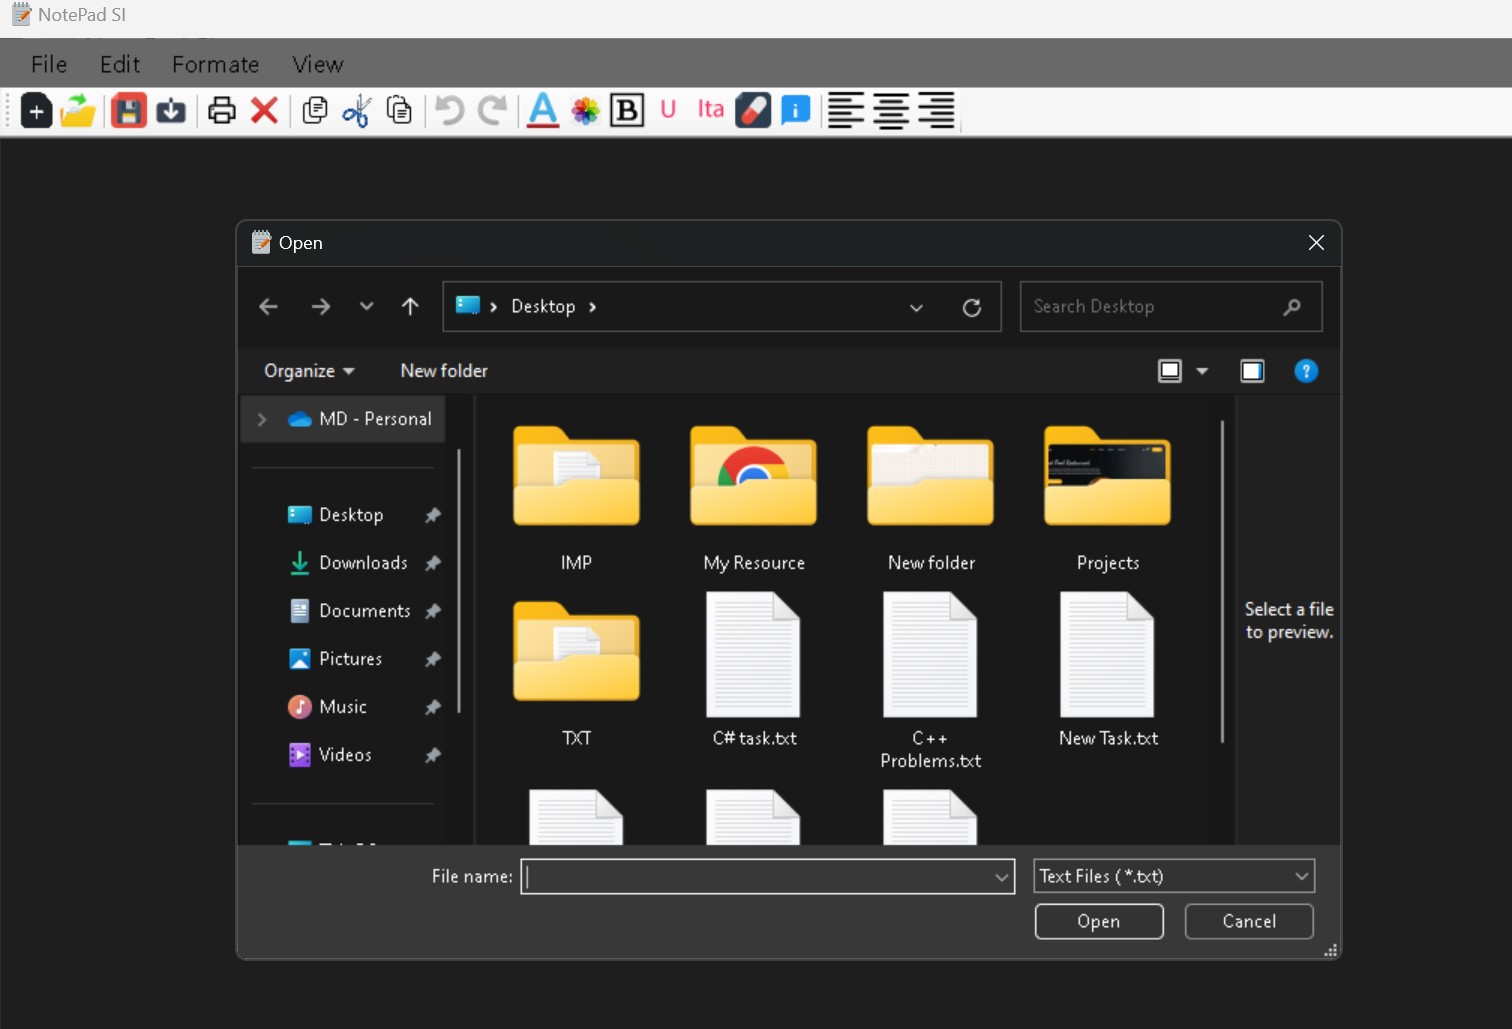 NotePad SI
File Edit Formate View
B U Ita
Open
Desktop
Search Desktop
Organize New folder
MD - Personal
Desktop
Downloads
Documents
Pictures
Music
Videos
IMP
My Resource
New folder
Projects
TXT
C# task.txt
C++
Problems.txt
New Task.txt
Select a file
to preview.
File name:
Text Files ( *.txt)
Open
Cancel